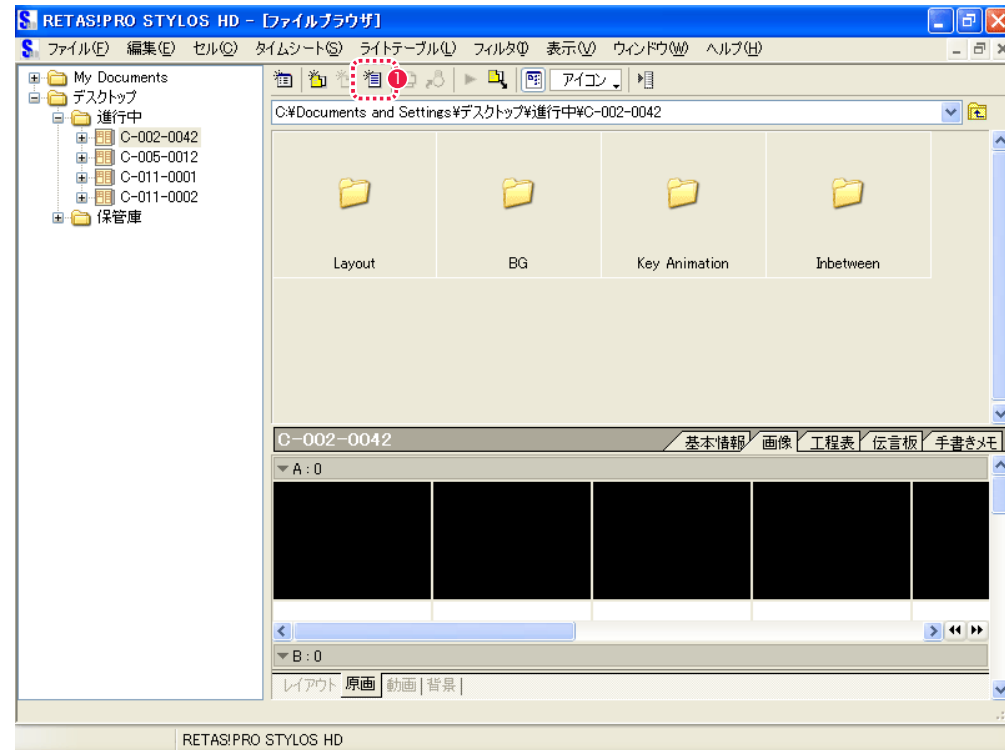 RETAS!PRO STYLOS HD - [ファイルブラウザ]
ファイル(F) 編集(E) セル(C) タイムシート(S) ライトテーブル(L) フィルタ(I) 表示(V) ウィンドウ(W) ヘルプ(H)
My Documents
デスクトップ
進行中
C-002-0042
C-005-0012
C-011-0001
C-011-0002
保管庫
1 アイコン
C:¥Documents and Settings¥デスクトップ¥進行中¥C-002-0042
Layout BG Key Animation Inbetween
C-002-0042 基本情報 画像 工程表 伝言板 手書きメモ
A : 0
B : 0
レイアウト 原画 動画 背景
RETAS!PRO STYLOS HD